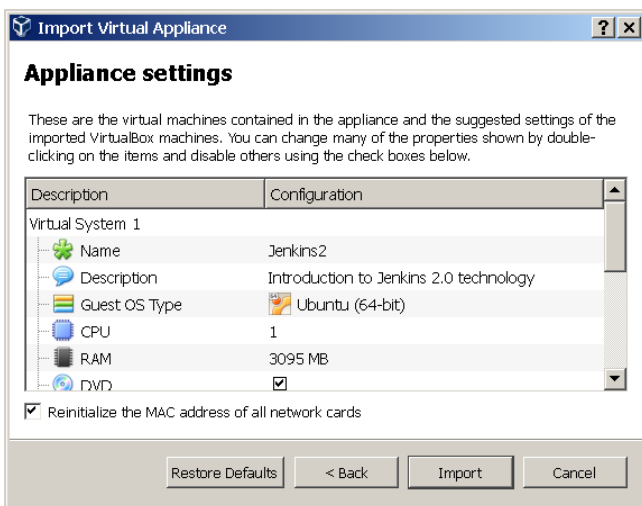 Import Virtual Appliance
Appliance settings
These are the virtual machines contained in the appliance and the suggested settings of the
imported VirtualBox machines. You can change many of the properties shown by double-
clicking on the items and disable others using the check boxes below.
Description Configuration
Virtual System 1
Name Jenkins2
Description Introduction to Jenkins 2.0 technology
Guest OS Type Ubuntu (64-bit)
CPU 1
RAM 3095 MB
DVD
Reinitialize the MAC address of all network cards
Restore Defaults < Back Import Cancel